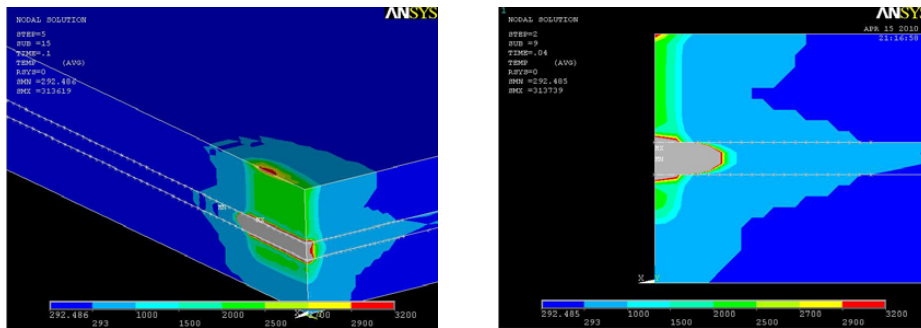 ANSYS
NODAL SOLUTION
STEP=5
SUB =15
TIME=.1
TEMP (AVG)
RSYS=0
SMN =292.486
SMX =313619
MN
MX
X
292.486 1000 2000 2700 3200
293 1500 2500 2900
1
ANSYS
APR 15 2010
21:16:58
NODAL SOLUTION
STEP=2
SUB =9
TIME=.04
TEMP (AVG)
RSYS=0
SMN =292.485
SMX =313739
MX
MN
X
292.485 1000 2000 2700 3200
293 1500 2500 2900